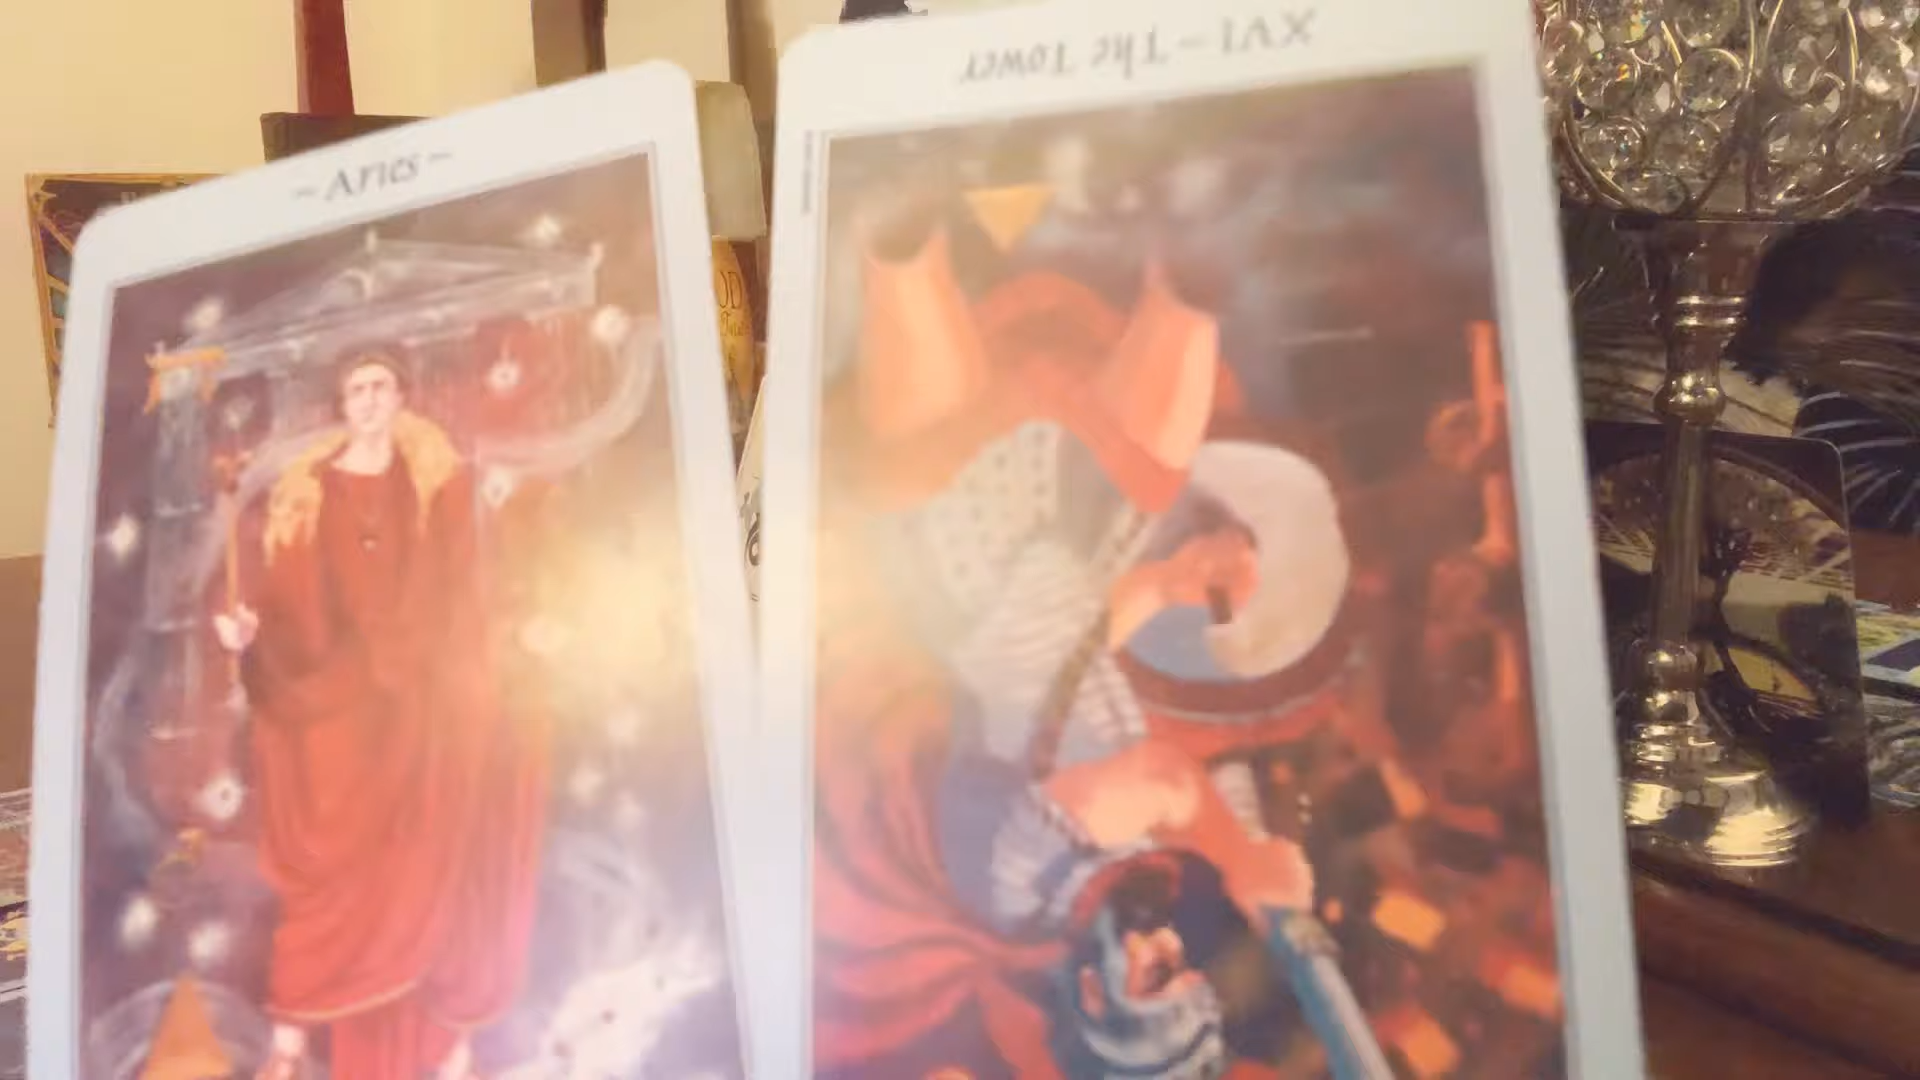 ~Aries~
XVI – The Tower